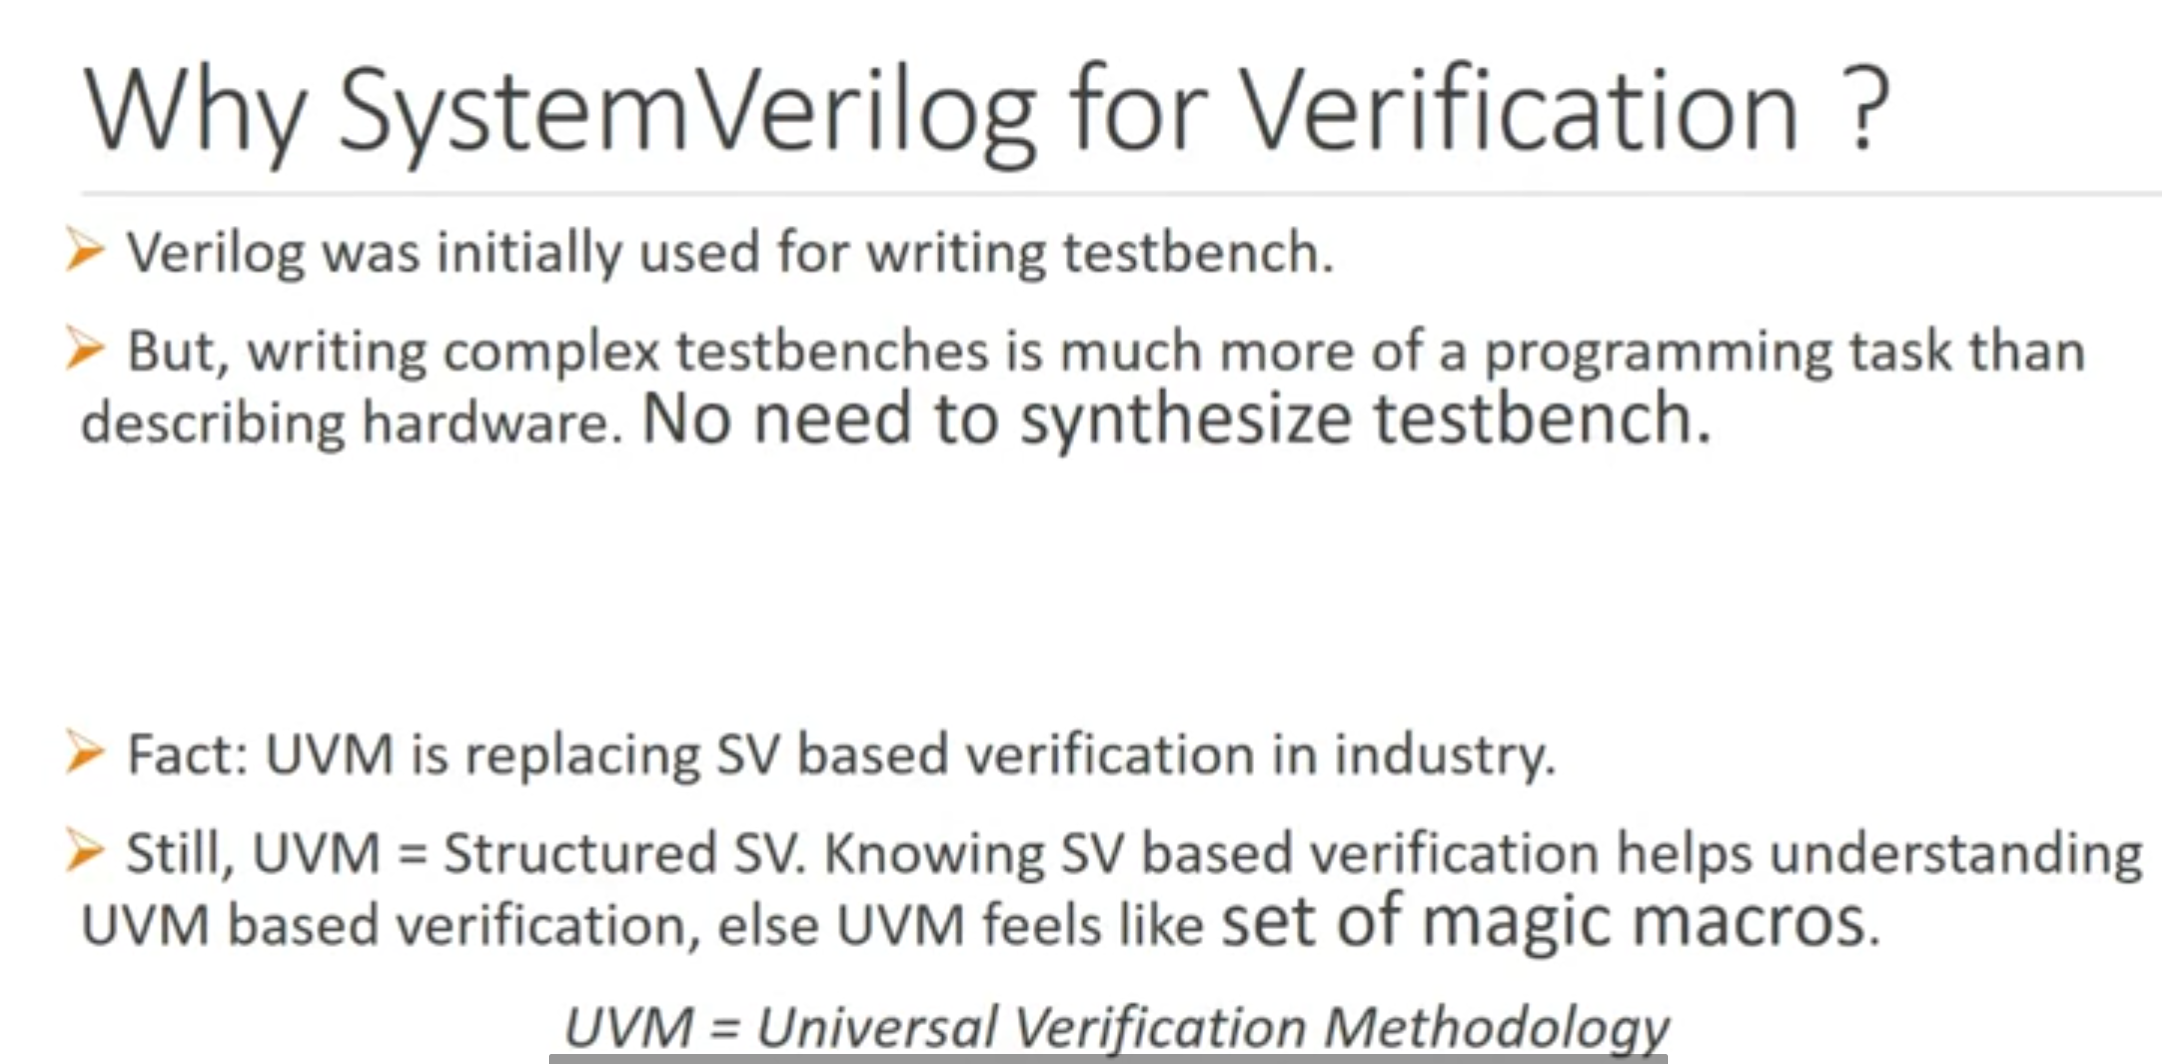 Why SystemVerilog for Verification ?
Verilog was initially used for writing testbench.
But, writing complex testbenches is much more of a programming task than
describing hardware. No need to synthesize testbench.
Fact: UVM is replacing SV based verification in industry.
Still, UVM = Structured SV. Knowing SV based verification helps understanding
UVM based verification, else UVM feels like set of magic macros.
UVM = Universal Verification Methodology